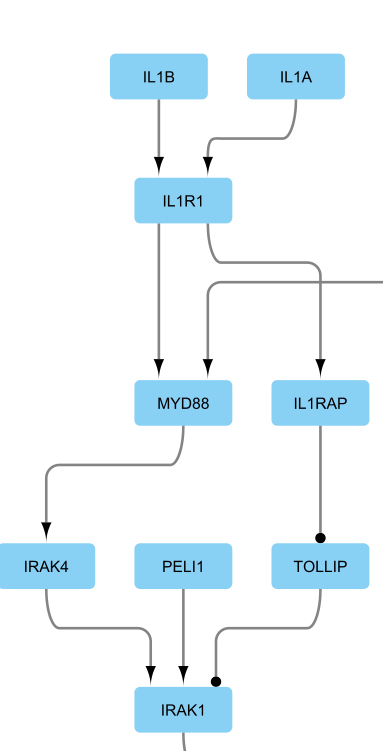 IL1B
IL1A
IL1R1
MYD88
IL1RAP
IRAK4
PELI1
TOLLIP
IRAK1